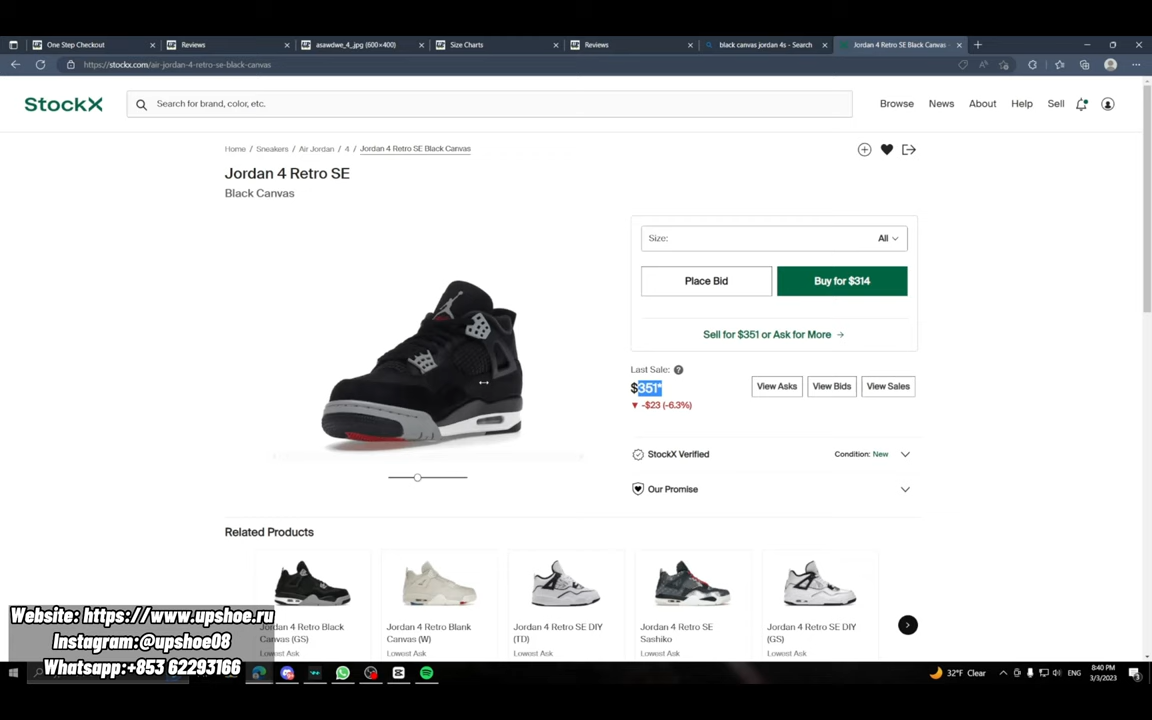 One Step Checkout
Reviews
asawdwe_4_.jpg (600×400)
Size Charts
Reviews
black canvas jordan 4s - Search
Jordan 4 Retro SE Black Canvas -
https://stockx.com/air-jordan-4-retro-se-black-canvas
StockX
Search for brand, color, etc.
Browse
News
About
Help
Sell
Home / Sneakers / Air Jordan / 4 / Jordan 4 Retro SE Black Canvas
Jordan 4 Retro SE
Black Canvas
Size:
All
Place Bid
Buy for $314
Sell for $351 or Ask for More →
Last Sale: ?
$351*
▼ -$23 (-6.3%)
View Asks
View Bids
View Sales
StockX Verified
Condition: New
Our Promise
Related Products
Jordan 4 Retro Black
Canvas (GS)
Lowest Ask
Jordan 4 Retro Blank
Canvas (W)
Lowest Ask
Jordan 4 Retro SE DIY
(TD)
Lowest Ask
Jordan 4 Retro SE
Sashiko
Lowest Ask
Jordan 4 Retro SE DIY
(GS)
Lowest Ask
Website: https://www.upshoe.ru
Instagram:@upshoe08
Whatsapp:+853 62293166
32°F Clear
ENG
8:40 PM
3/3/2023